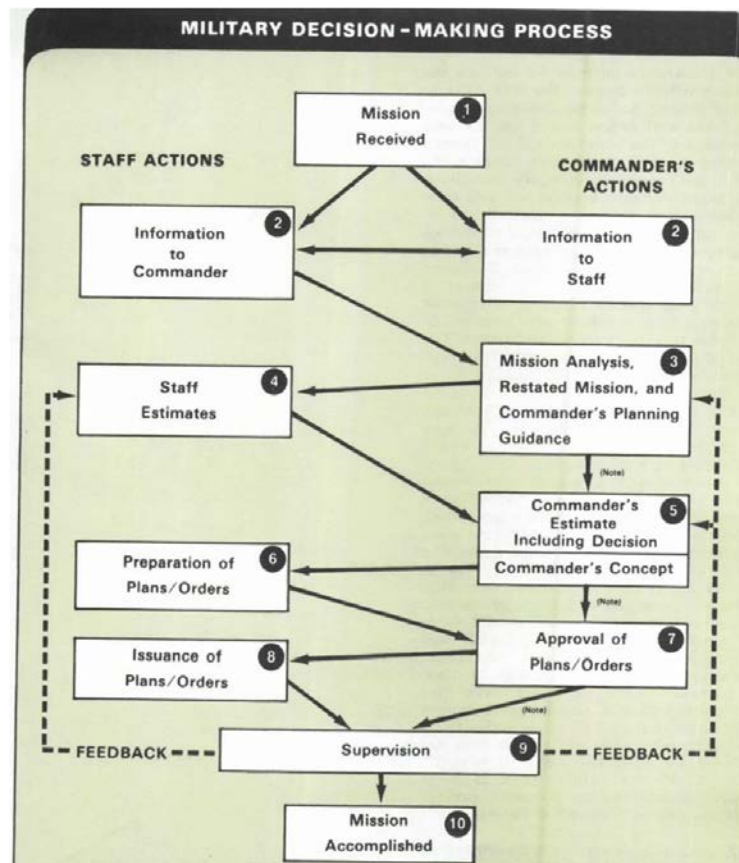 MILITARY DECISION-MAKING PROCESS
1
Mission
Received
STAFF ACTIONS
COMMANDER'S
ACTIONS
2
Information
to
Commander
2
Information
to
Staff
3
Mission Analysis,
Restated Mission, and
Commander's Planning
Guidance
4
Staff
Estimates
(Note)
5
Commander's
Estimate
Including Decision
Commander's Concept
6
Preparation of
Plans/Orders
(Note)
7
Approval of
Plans/Orders
8
Issuance of
Plans/Orders
(Note)
FEEDBACK
9
Supervision
FEEDBACK
10
Mission
Accomplished